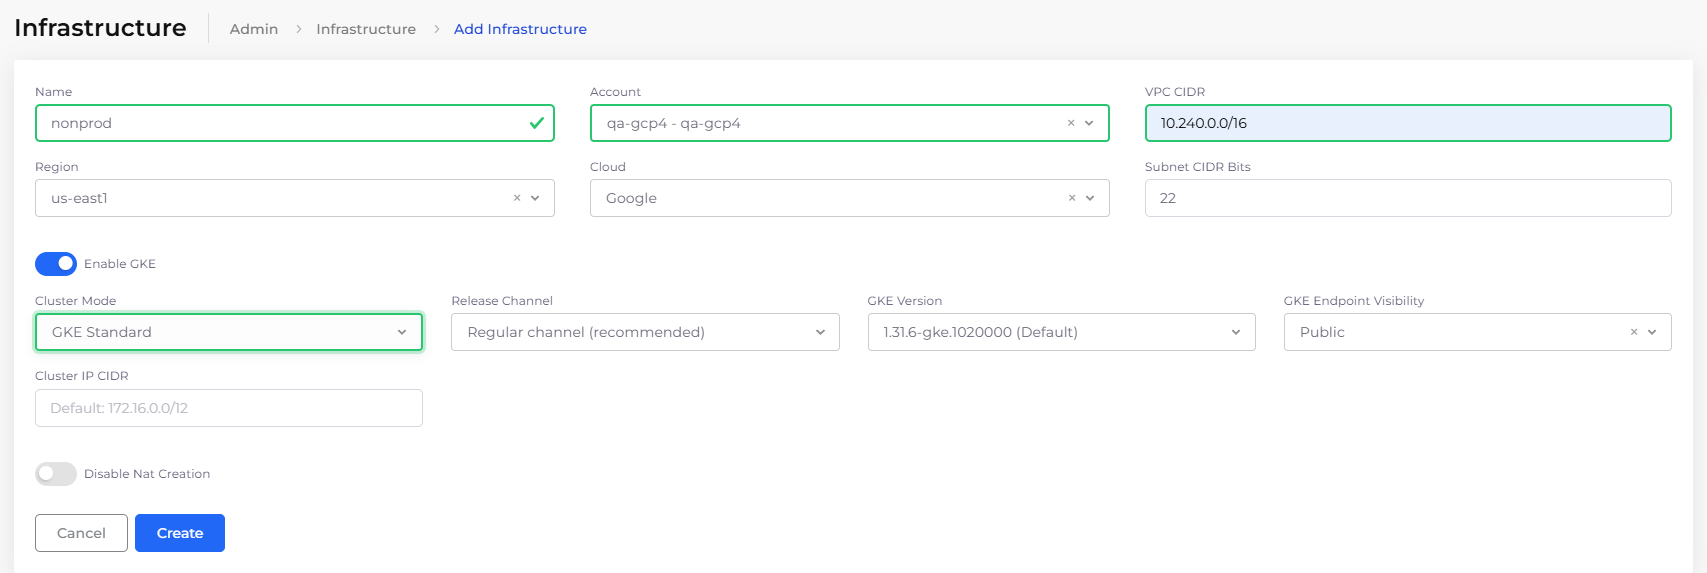 Infrastructure Admin > Infrastructure > Add Infrastructure
Name Account VPC CIDR
nonprod qa-gcp4 - qa-gcp4 × 10.240.0.0/16
Region Cloud Subnet CIDR Bits
us-east1 × Google × 22
Enable GKE
Cluster Mode Release Channel GKE Version GKE Endpoint Visibility
GKE Standard Regular channel (recommended) 1.31.6-gke.1020000 (Default) Public ×
Cluster IP CIDR
Default: 172.16.0.0/12
Disable Nat Creation
Cancel Create